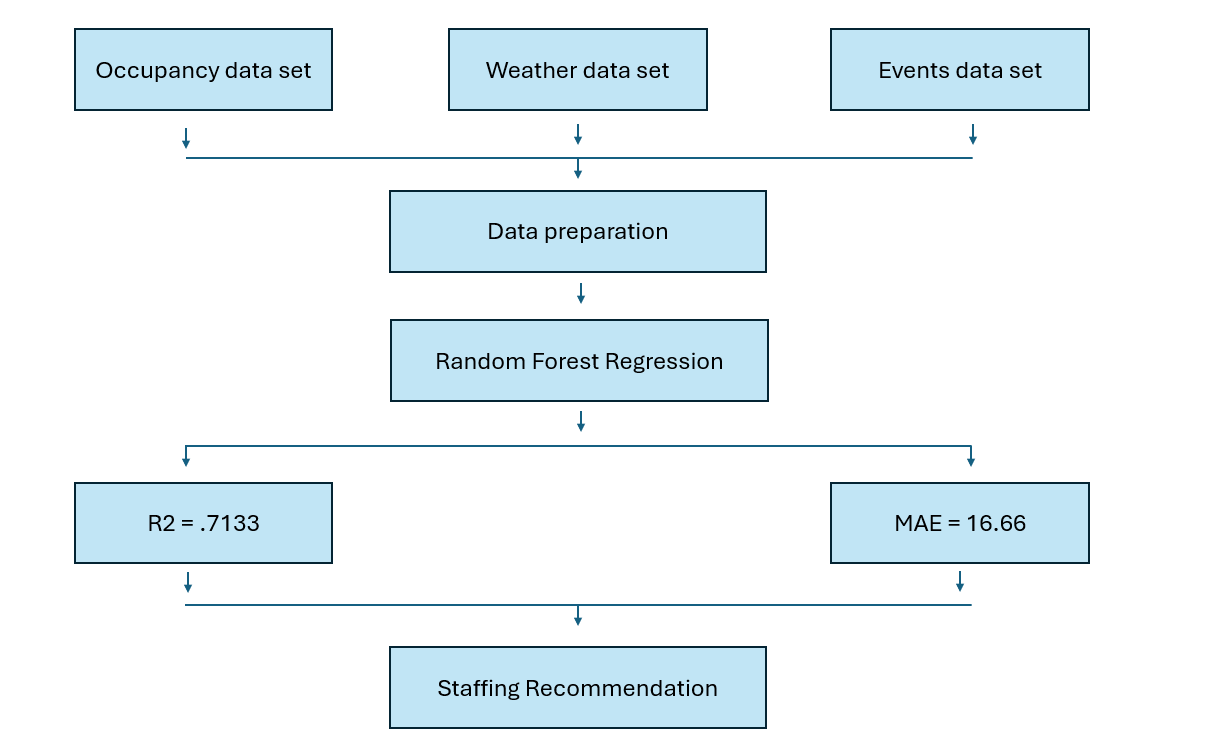 Occupancy data set
Weather data set
Events data set
Data preparation
Random Forest Regression
R2 = .7133
MAE = 16.66
Staffing Recommendation